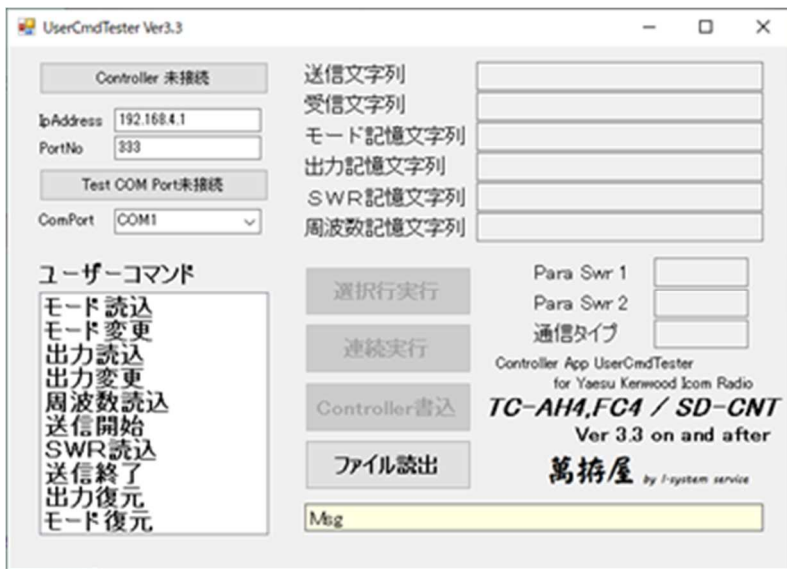 UserCmdTester Ver3.3
Controller 未接続
IpAddress 192.168.4.1
PortNo 333
Test COM Port未接続
ComPort COM1
ユーザーコマンド
モード読込
モード変更
出力読込
出力変更
周波数読込
送信開始
SWR読込
送信終了
出力復元
モード復元
送信文字列
受信文字列
モード記憶文字列
出力記憶文字列
ＳＷＲ記憶文字列
周波数記憶文字列
選択行実行
連続実行
Controller書込
ファイル読出
Para Swr 1
Para Swr 2
通信タイプ
Controller App UserCmdTester
for Yaesu Kenwood Icom Radio
TC-AH4,FC4 / SD-CNT
Ver 3.3 on and after
萬拵屋 by I-system service
Msg